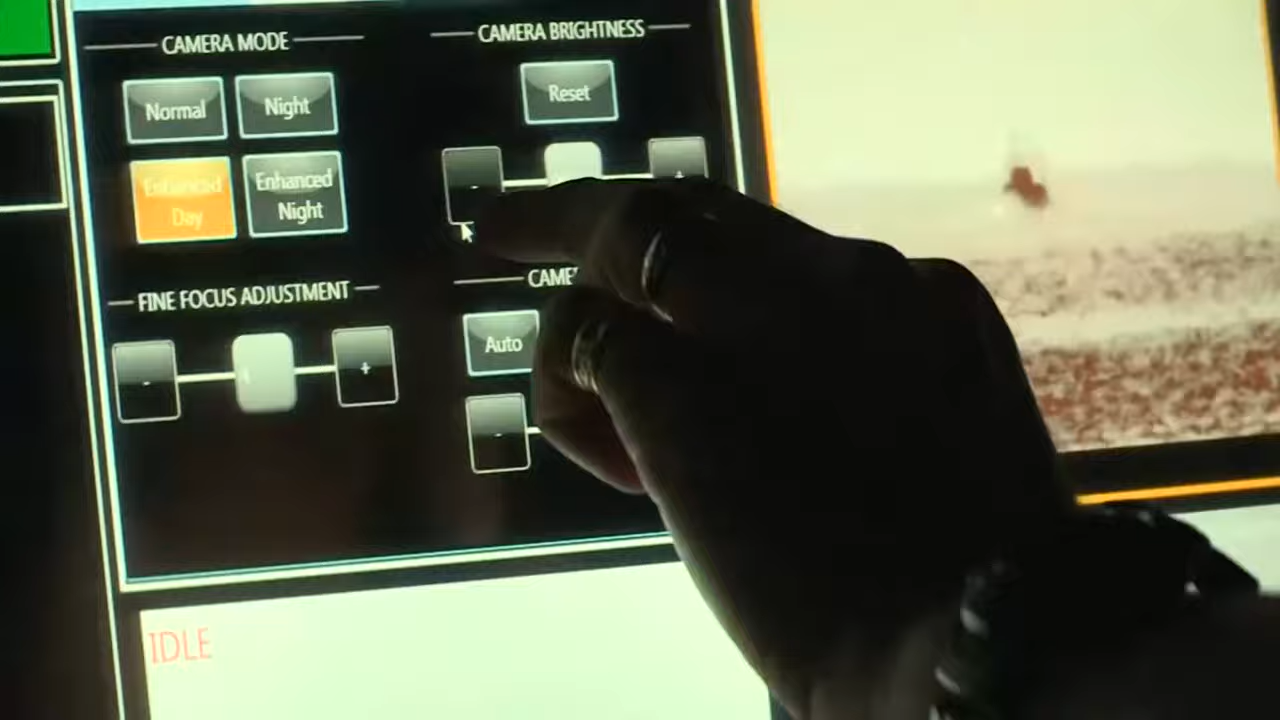 CAMERA MODE
CAMERA BRIGHTNESS
Normal
Night
Reset
Enhanced
Day
Enhanced
Night
-
+
FINE FOCUS ADJUSTMENT
-
+
Auto
-
IDLE